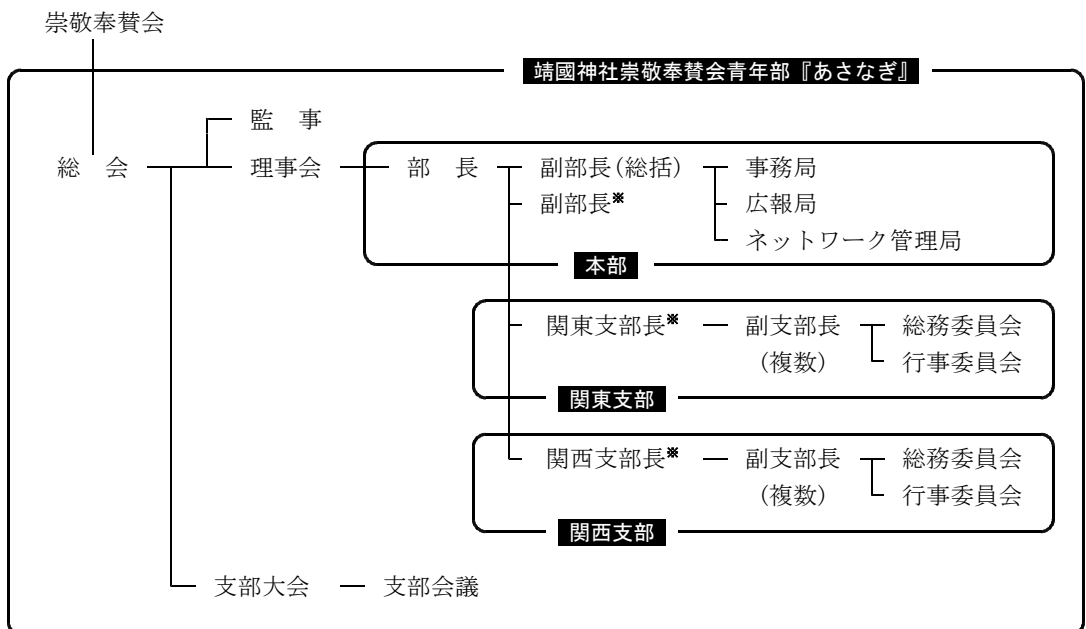 崇敬奉賛会
靖國神社崇敬奉賛会青年部『あさなぎ』
監　事
総　会　理事会　部　長　副部長(総括)　事務局
副部長※　広報局
ネットワーク管理局
本部
関東支部長※　副支部長　総務委員会
(複数)　行事委員会
関東支部
関西支部長※　副支部長　総務委員会
(複数)　行事委員会
関西支部
支部大会　支部会議